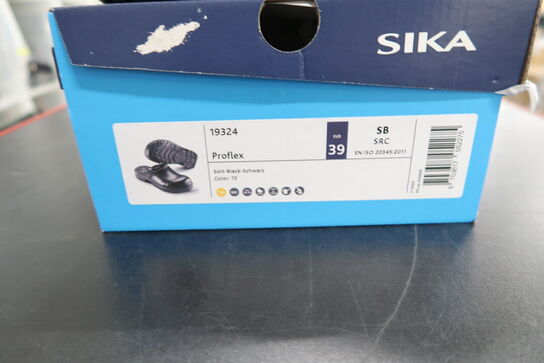 SIKA
19324
Proflex
Sort-Black-Schwarz
Color: 10
EUR
39
SB
SRC
EN ISO 20345:2011